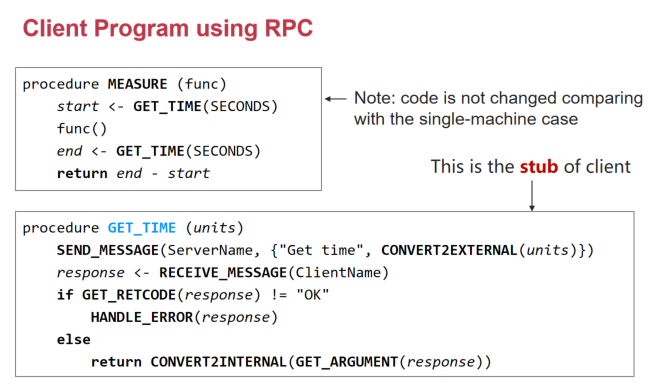 Client Program using RPC
procedure MEASURE (func)
start <- GET_TIME(SECONDS)
func()
end <- GET_TIME(SECONDS)
return end - start
Note: code is not changed comparing
with the single-machine case
This is the stub of client
procedure GET_TIME (units)
SEND_MESSAGE(ServerName, {"Get time", CONVERT2EXTERNAL(units)})
response <- RECEIVE_MESSAGE(ClientName)
if GET_RETCODE(response) != "OK"
HANDLE_ERROR(response)
else
return CONVERT2INTERNAL(GET_ARGUMENT(response))